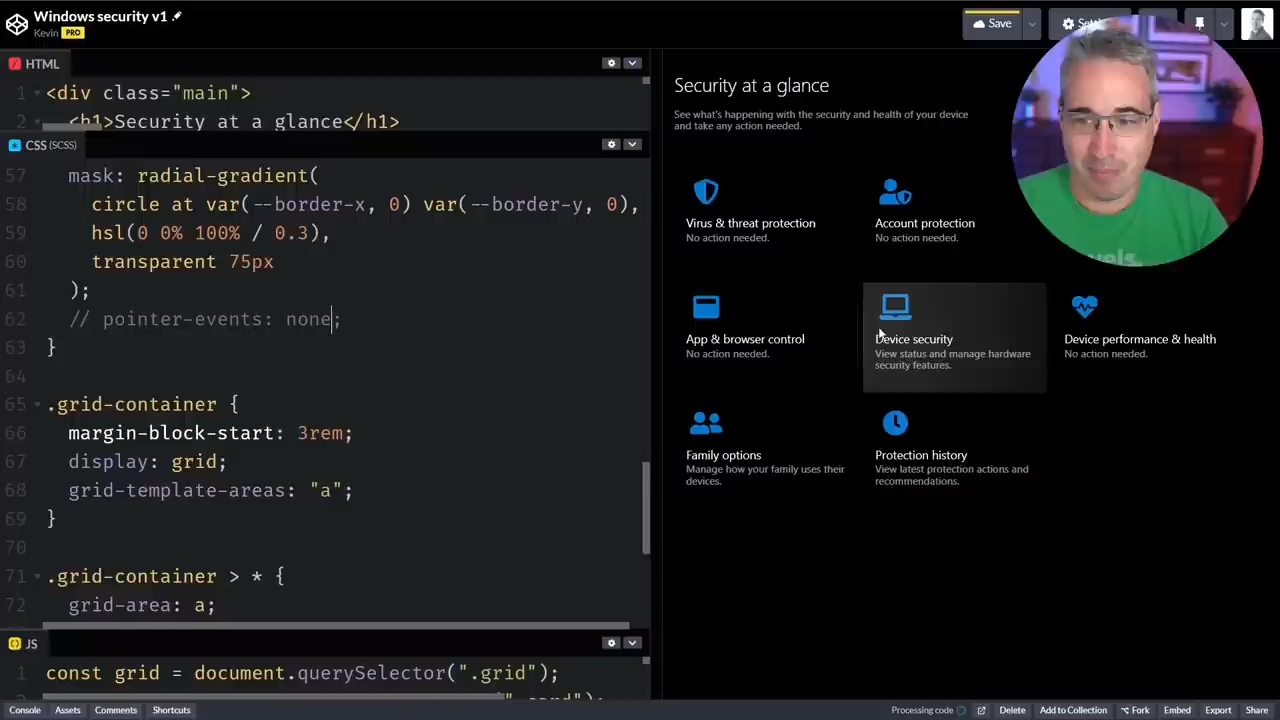 Windows security v1
Kevin PRO
Save
Setti
HTML
1 <div class="main">
2 <h1>Security at a glance</h1>
CSS (SCSS)
57 mask: radial-gradient(
58 circle at var(--border-x, 0) var(--border-y, 0),
59 hsl(0 0% 100% / 0.3),
60 transparent 75px
61 );
62 // pointer-events: none;
63 }
64
65 .grid-container {
66 margin-block-start: 3rem;
67 display: grid;
68 grid-template-areas: "a";
69 }
70
71 .grid-container > * {
72 grid-area: a;
JS
1 const grid = document.querySelector(".grid");
Security at a glance
See what's happening with the security and health of your device
and take any action needed.
Virus & threat protection
No action needed.
Account protection
No action needed.
App & browser control
No action needed.
Device security
View status and manage hardware
security features.
Device performance & health
No action needed.
Family options
Manage how your family uses their
devices.
Protection history
View latest protection actions and
recommendations.
Console Assets Comments Shortcuts
Processing code Delete Add to Collection Fork Embed Export Share